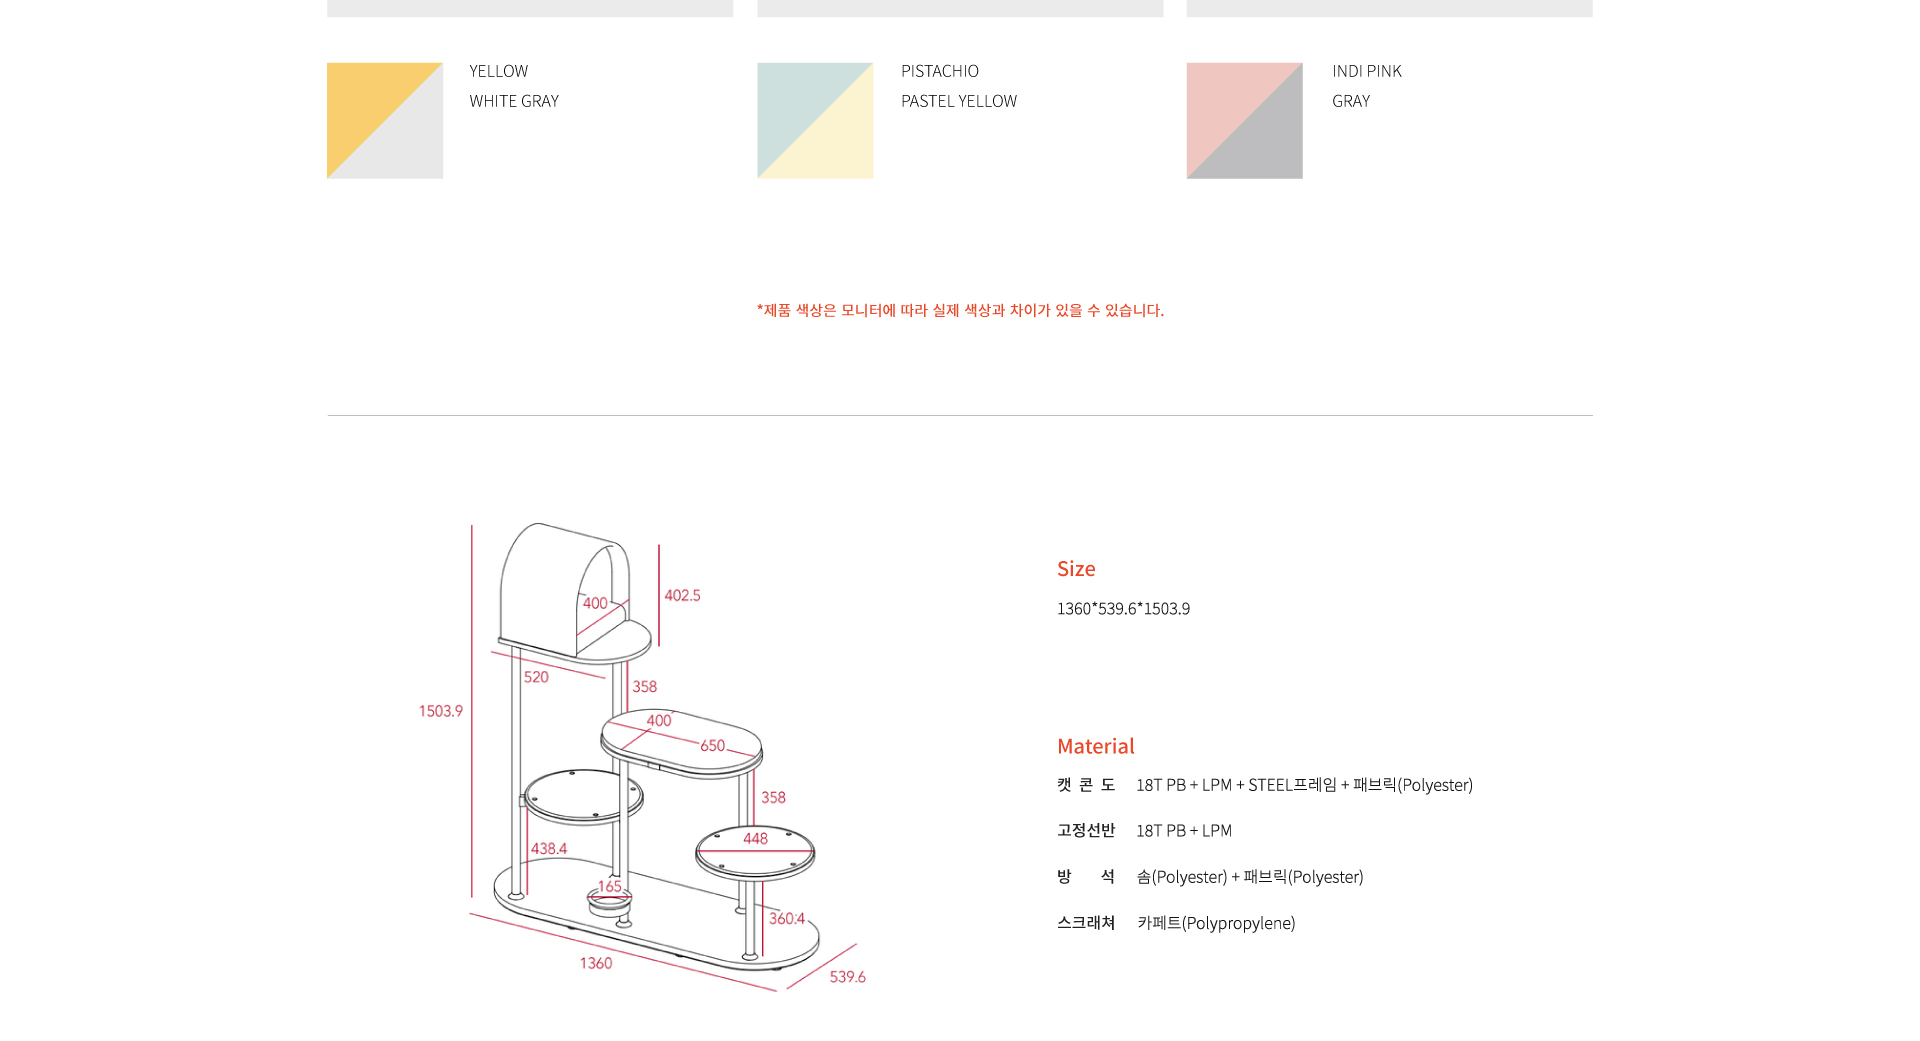 YELLOW
WHITE GRAY
PISTACHIO
PASTEL YELLOW
INDI PINK
GRAY
*제품 색상은 모니터에 따라 실제 색상과 차이가 있을 수 있습니다.
402.5
400
520
358
1503.9
400
650
358
448
438.4
165
360.4
1360
539.6
Size
1360*539.6*1503.9
Material
캣 콘 도 18T PB + LPM + STEEL프레임 + 패브릭(Polyester)
고정선반 18T PB + LPM
방 석 솜(Polyester) + 패브릭(Polyester)
스크래쳐 카페트(Polypropylene)